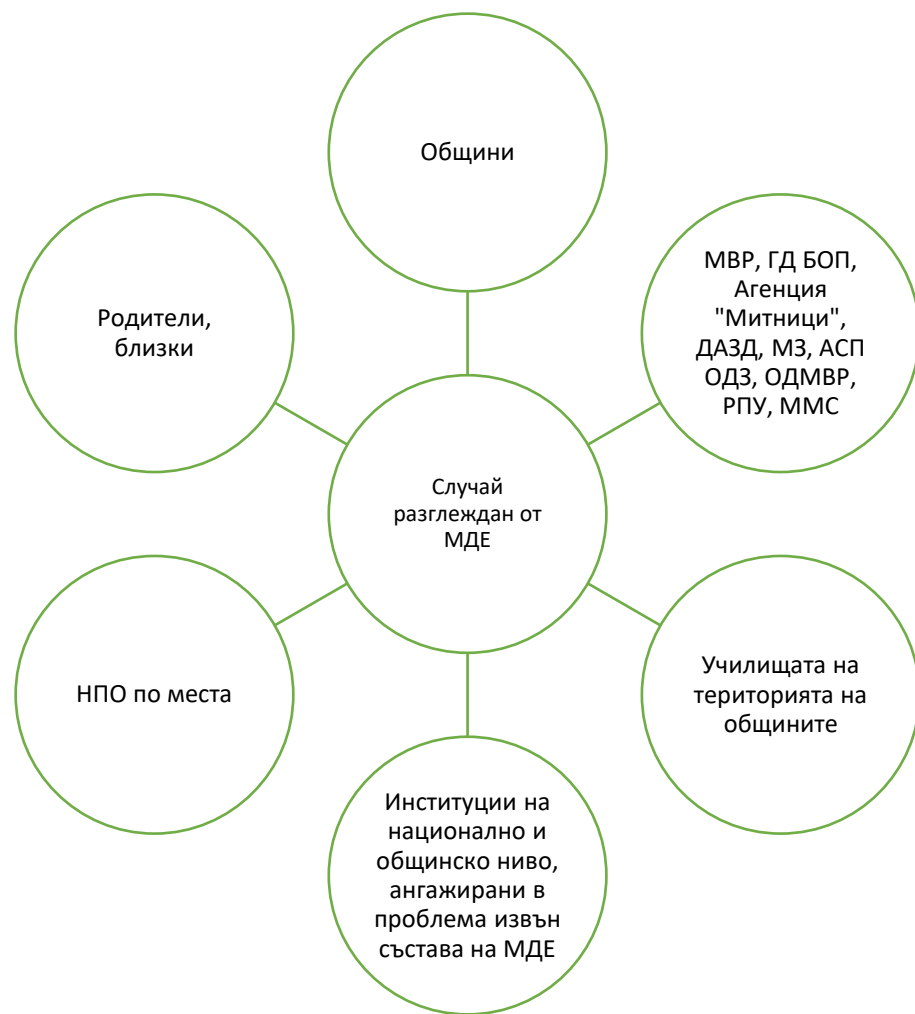 Общини
Родители,
близки
МВР, ГД БОП,
Агенция
"Митници",
ДАЗД, МЗ, АСП
ОДЗ, ОДМВР,
РПУ, ММС
Случай
разглеждан от
МДЕ
НПО по места
Училищата на
територията на
общините
Институции на
национално и
общинско ниво,
ангажирани в
проблема извън
състава на МДЕ